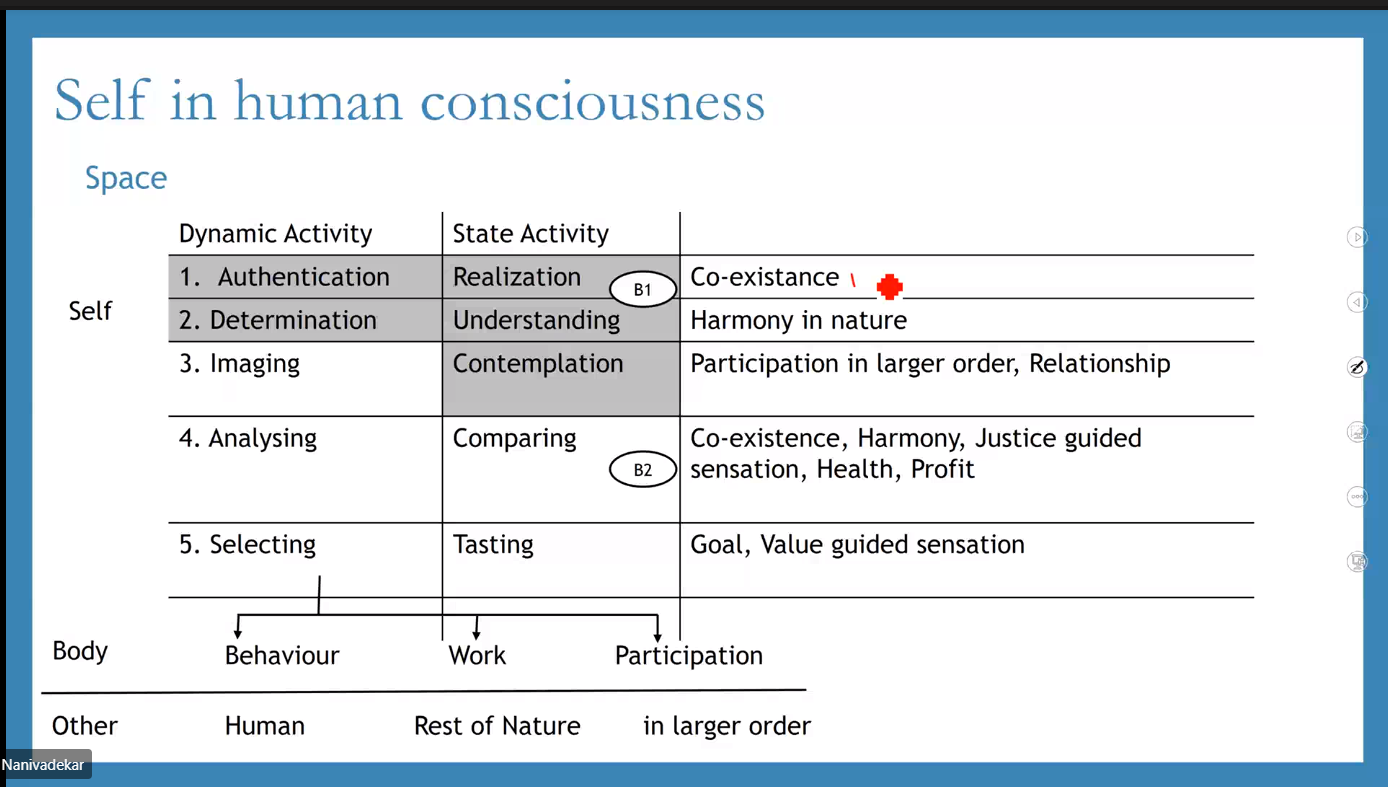 Self in human consciousness
Space
Dynamic Activity State Activity
Self
1. Authentication Realization B1 Co-existance
2. Determination Understanding Harmony in nature
3. Imaging Contemplation Participation in larger order, Relationship
4. Analysing Comparing B2 Co-existence, Harmony, Justice guided
sensation, Health, Profit
5. Selecting Tasting Goal, Value guided sensation
Body Behaviour Work Participation
Other Human Rest of Nature in larger order
Nanivadekar